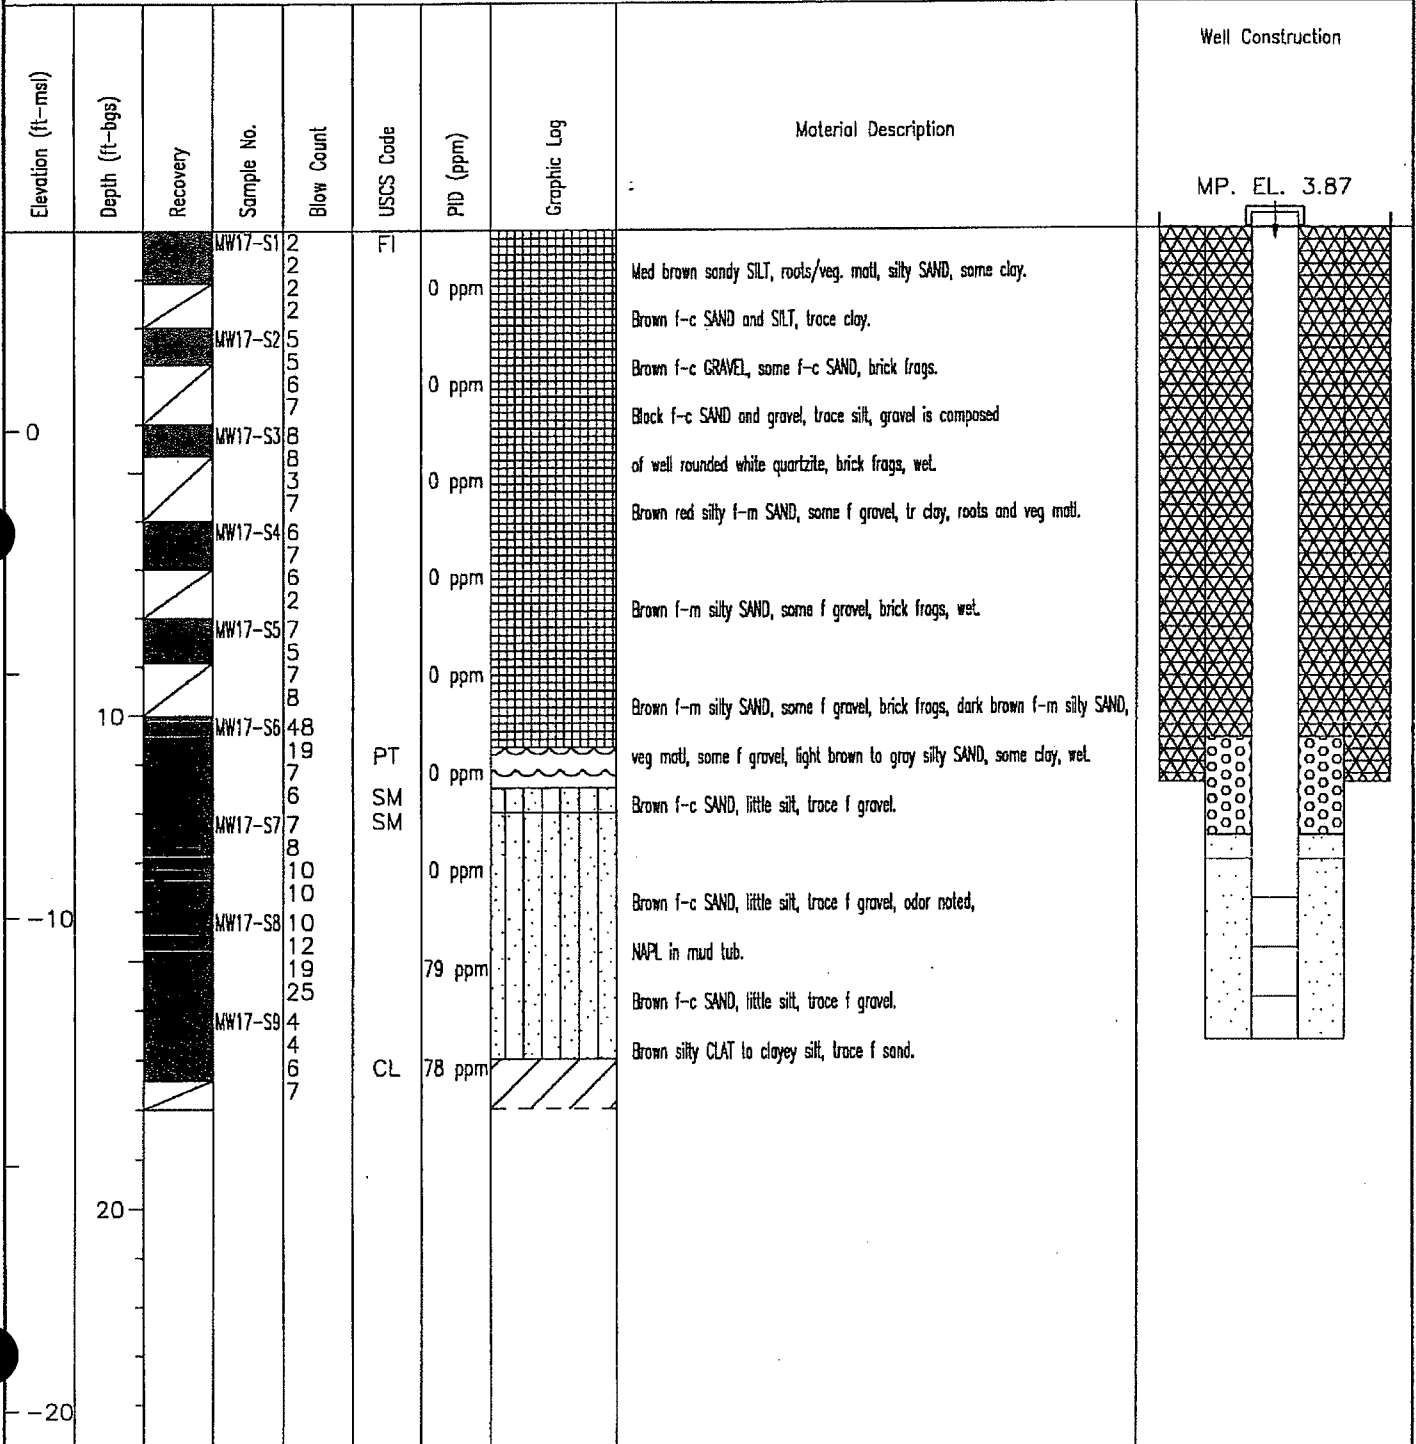 Elevation (ft-msl)
Depth (ft-bgs)
Recovery
Sample No.
Blow Count
USCS Code
PID (ppm)
Graphic Log
Material Description
Well Construction
MP. EL. 3.87
MW17-S1 2 FI
2
Med brown sandy SILT, roots/veg. matl, silty SAND, some clay.
2 0 ppm
2
Brown f-c SAND and SILT, trace clay.
MW17-S2 5
5
Brown f-c GRAVEL, some f-c SAND, brick frags.
6 0 ppm
7
Black f-c SAND and gravel, trace silt, gravel is composed
0 MW17-S3 8
8
of well rounded white quartzite, brick frags, wet.
3 0 ppm
7
Brown red silty f-m SAND, some f gravel, tr clay, roots and veg matl.
MW17-S4 6
7
6 0 ppm
2
Brown f-m silty SAND, some f gravel, brick frags, wet.
MW17-S5 7
5
7 0 ppm
8
Brown f-m silty SAND, some f gravel, brick frags, dark brown f-m silty SAND,
10 MW17-S6 48
19 PT
veg matl, some f gravel, light brown to gray silty SAND, some clay, wet.
7 0 ppm
6 SM
Brown f-c SAND, little silt, trace f gravel.
MW17-S7 7 SM
8
10 0 ppm
10
Brown f-c SAND, little silt, trace f gravel, odor noted,
-10 MW17-S8 10
12
NAPL in mud tub.
19 79 ppm
25
Brown f-c SAND, little silt, trace f gravel.
MW17-S9 4
4
Brown silty CLAT to clayey silt, trace f sand.
6 CL 78 ppm
7
20
-20